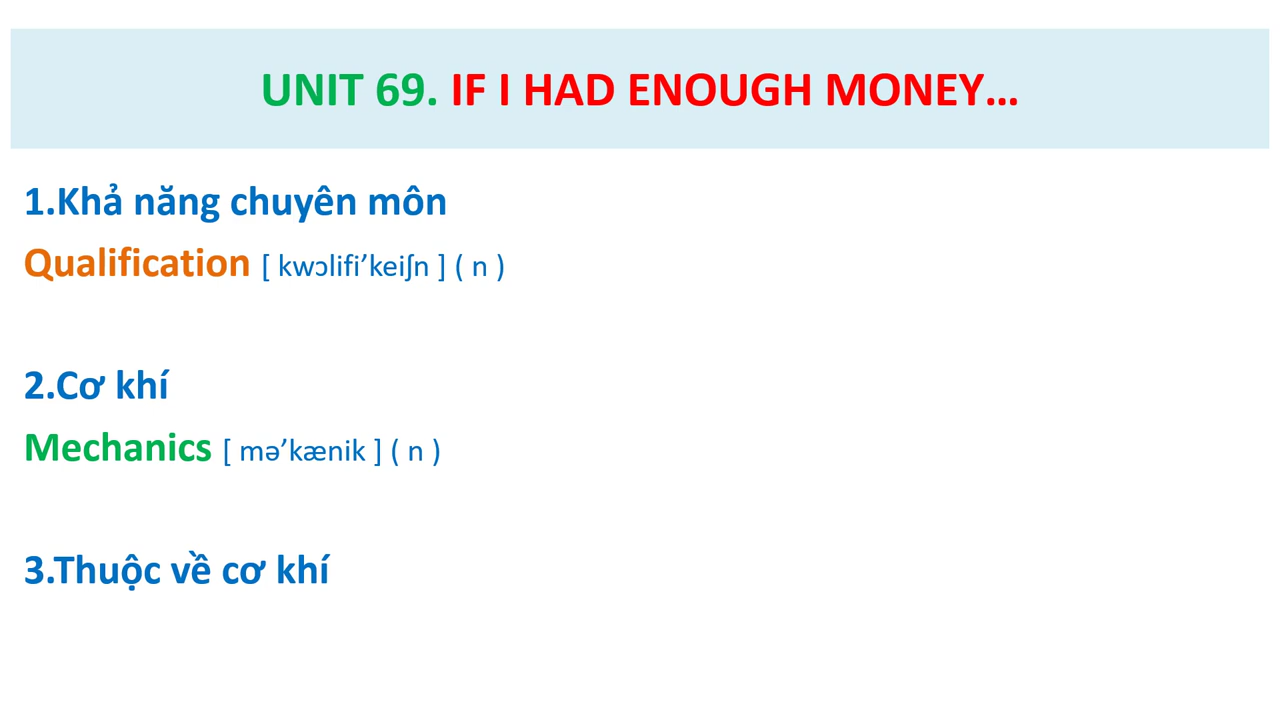 UNIT 69. IF I HAD ENOUGH MONEY…
1.Khả năng chuyên môn
Qualification [ kwɔlifi’keiʃn ] ( n )
2.Cơ khí
Mechanics [ mə’kænik ] ( n )
3.Thuộc về cơ khí